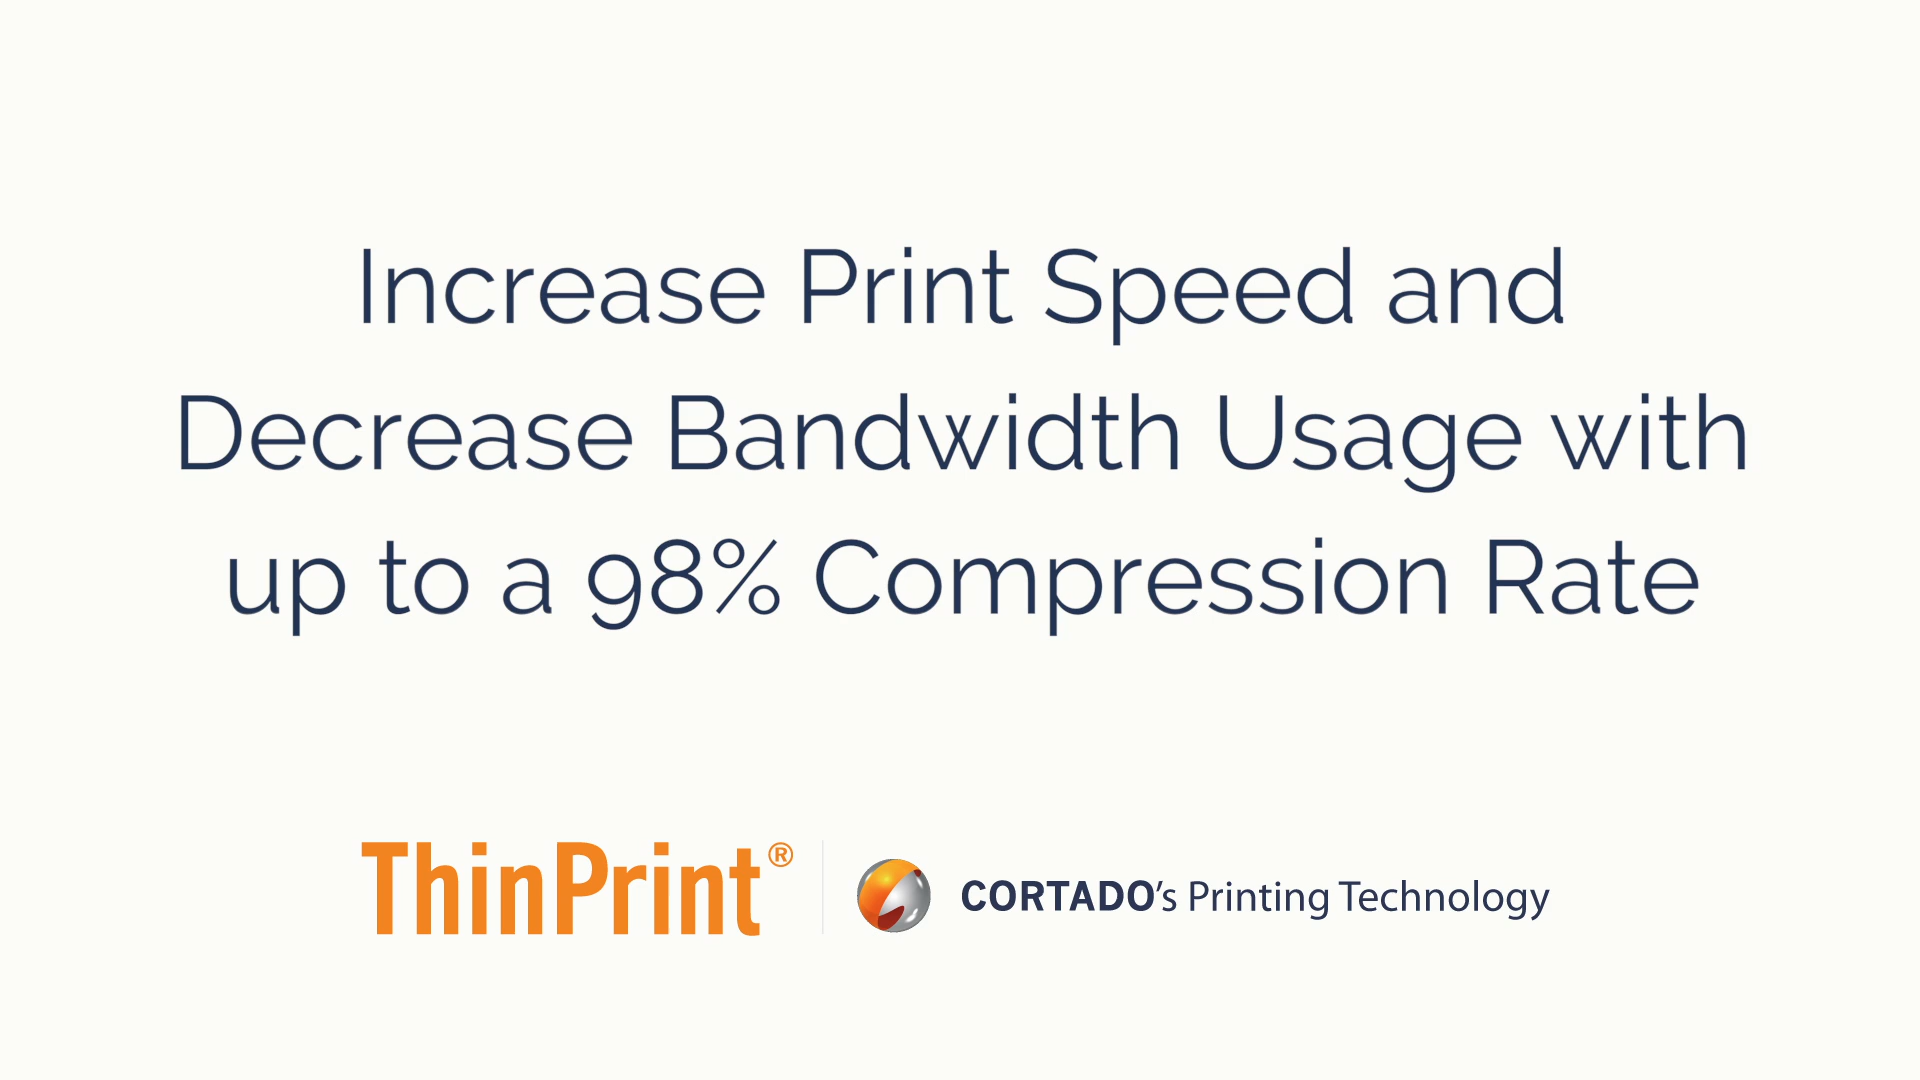 Increase Print Speed and
Decrease Bandwidth Usage with
up to a 98% Compression Rate
ThinPrint® CORTADO's Printing Technology